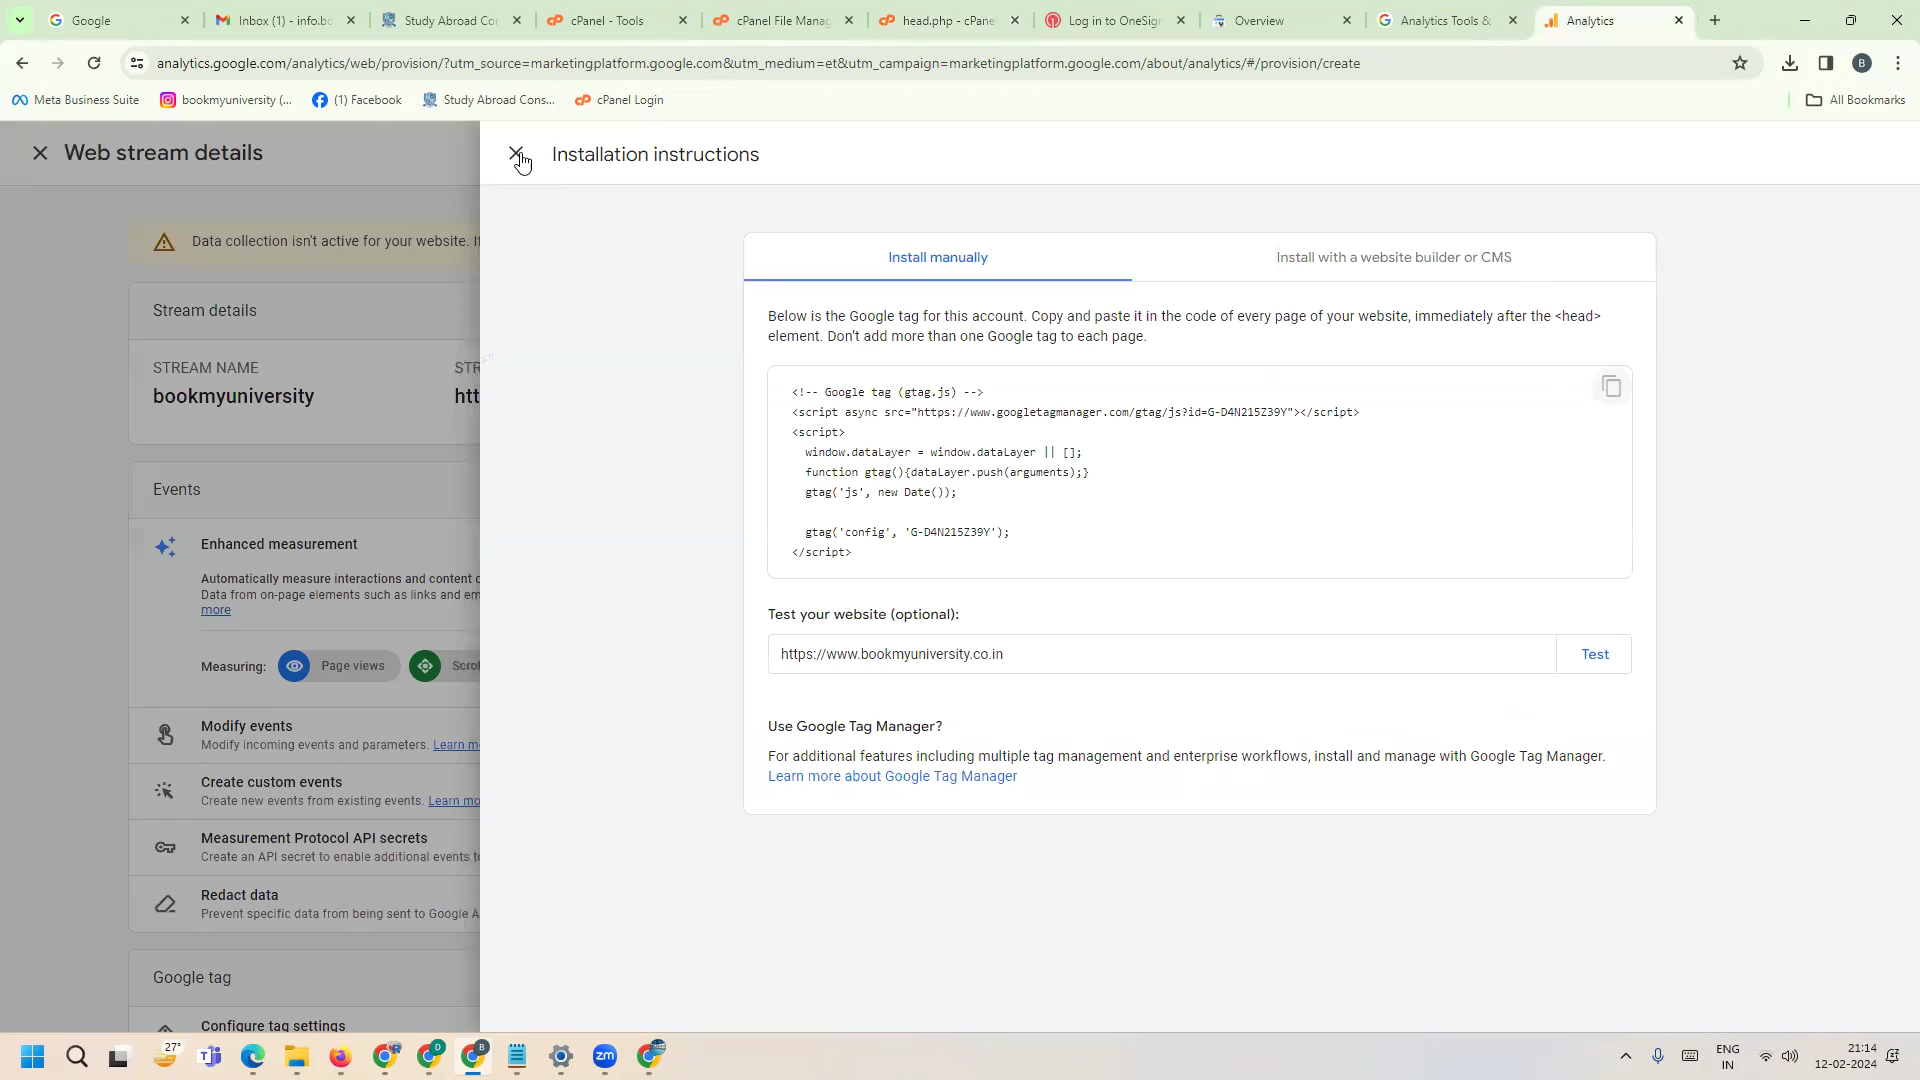 Google
Inbox (1) - info.bo
Study Abroad Con
cPanel - Tools
cPanel File Manag
head.php - cPanel
Log in to OneSign
Overview
Analytics Tools &
Analytics
analytics.google.com/analytics/web/provision/?utm_source=marketingplatform.google.com&utm_medium=et&utm_campaign=marketingplatform.google.com/about/analytics/#/provision/create
B
Meta Business Suite
bookmyuniversity (...
(1) Facebook
Study Abroad Cons...
cPanel Login
All Bookmarks
Web stream details
Installation instructions
Data collection isn't active for your website. If
Install manually
Install with a website builder or CMS
Stream details
Below is the Google tag for this account. Copy and paste it in the code of every page of your website, immediately after the <head>
element. Don't add more than one Google tag to each page.
STREAM NAME
STR
bookmyuniversity
htt
<!-- Google tag (gtag.js) -->
<script async src="https://www.googletagmanager.com/gtag/js?id=G-D4N215Z39Y"></script>
<script>
window.dataLayer = window.dataLayer || [];
function gtag(){dataLayer.push(arguments);}
gtag('js', new Date());
gtag('config', 'G-D4N215Z39Y');
</script>
Events
Enhanced measurement
Automatically measure interactions and content o
Data from on-page elements such as links and em
more
Measuring:
Page views
Scrol
Test your website (optional):
https://www.bookmyuniversity.co.in
Test
Modify events
Modify incoming events and parameters. Learn m
Use Google Tag Manager?
For additional features including multiple tag management and enterprise workflows, install and manage with Google Tag Manager.
Learn more about Google Tag Manager
Create custom events
Create new events from existing events. Learn mo
Measurement Protocol API secrets
Create an API secret to enable additional events t
Redact data
Prevent specific data from being sent to Google A
Google tag
Configure tag settings
27°
D
B
zm
ENG
IN
21:14
12-02-2024